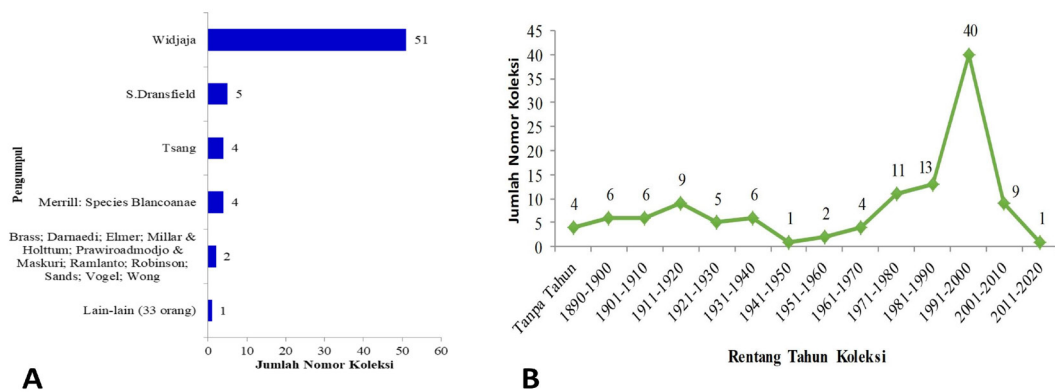 Pengumpul
Widjaja
51
S.Dransfield
5
Tsang
4
Merrill: Species Blancoanae
4
Brass; Darnaedi; Elmer; Millar &
Holttum; Prawiroadmodjo &
Maskuri; Ramlanto; Robinson;
Sands; Vogel; Wong
2
Lain-lain (33 orang)
1
0 10 20 30 40 50 60
Jumlah Nomor Koleksi
A
Jumlah Nomor Koleksi
45
40
35
30
25
20
15
10
5
0
4 6 6 9 5 6 1 2 4 11 13 40 9 1
Tanpa Tahun
1890-1900
1901-1910
1911-1920
1921-1930
1931-1940
1941-1950
1951-1960
1961-1970
1971-1980
1981-1990
1991-2000
2001-2010
2011-2020
Rentang Tahun Koleksi
B